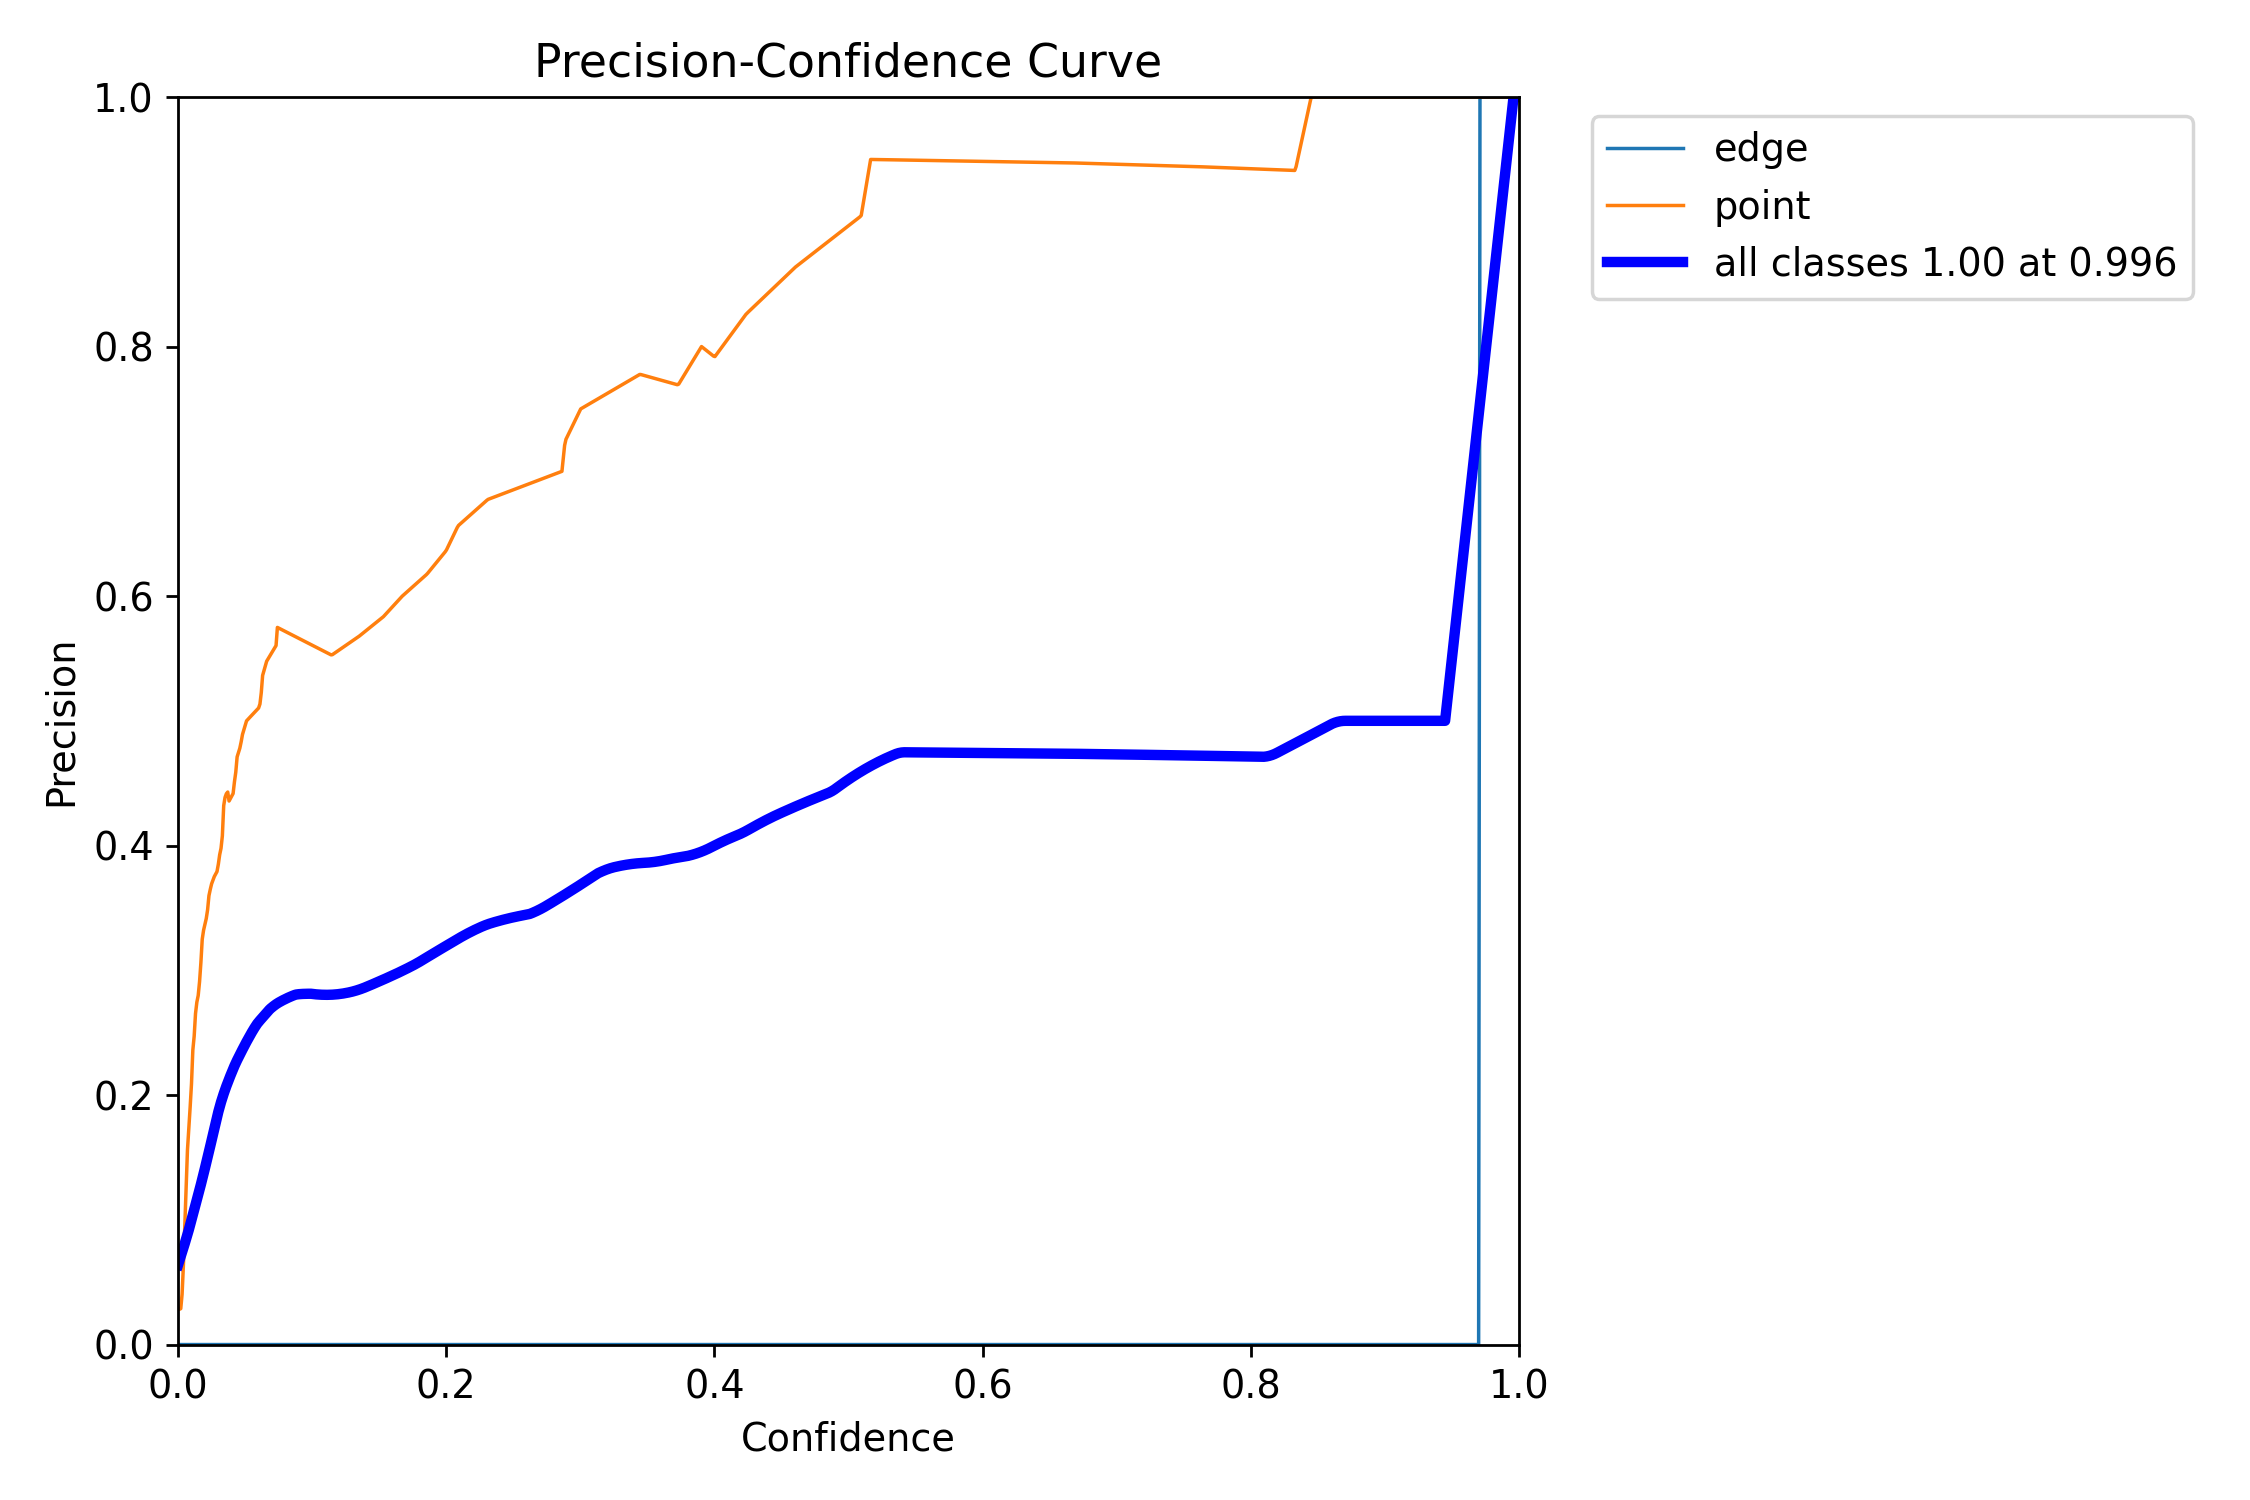 Precision-Confidence Curve
1.0
0.8
0.6
0.4
0.2
0.0
Precision
0.0 0.2 0.4 0.6 0.8 1.0
Confidence
edge
point
all classes 1.00 at 0.996